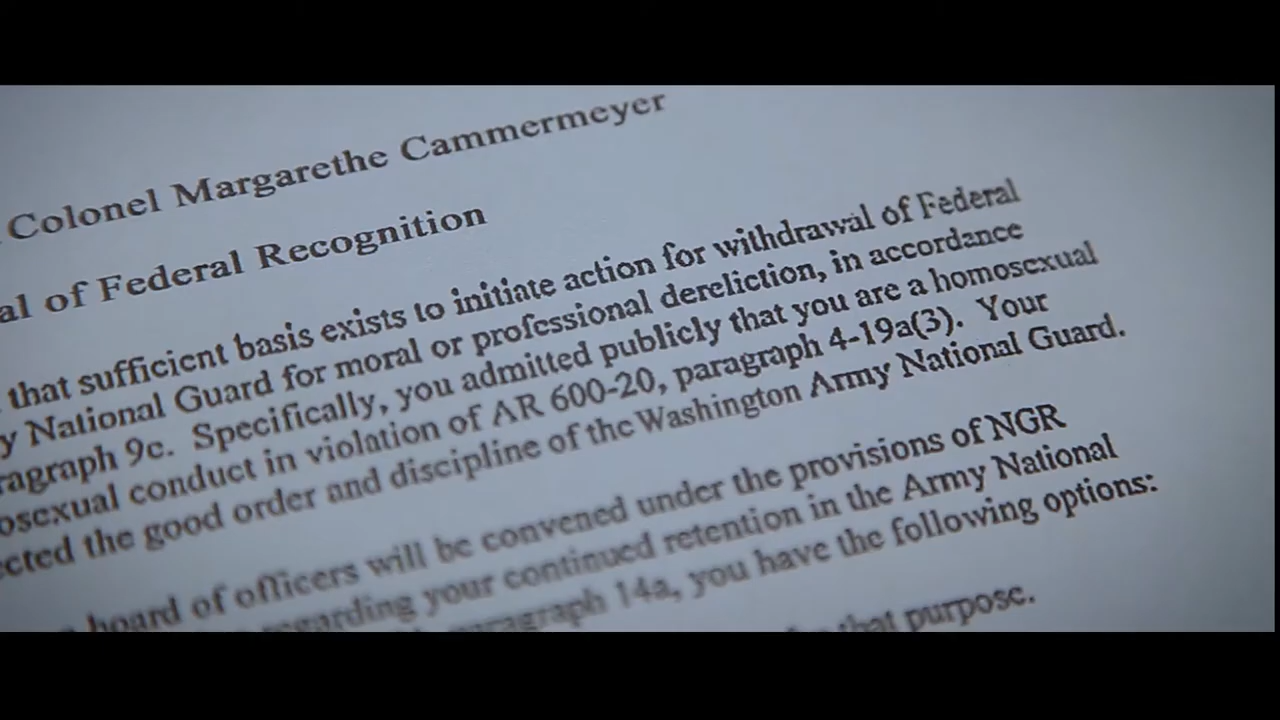 Colonel Margarethe Cammermeyer
al of Federal Recognition
that sufficient basis exists to initiate action for withdrawal of Federal
y National Guard for moral or professional dereliction, in accordance
ragraph 9c. Specifically, you admitted publicly that you are a homosexual
osexual conduct in violation of AR 600-20, paragraph 4-19a(3). Your
ected the good order and discipline of the Washington Army National Guard.
board of officers will be convened under the provisions of NGR
regarding your continued retention in the Army National
paragraph 14a, you have the following options:
that purpose.